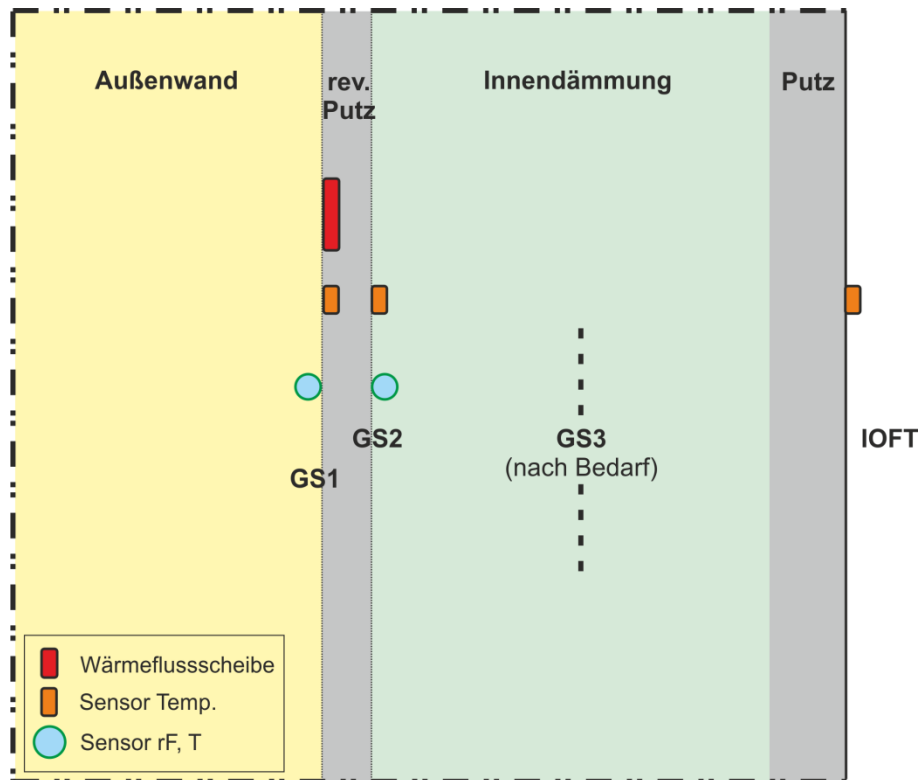 Außenwand
rev.
Putz
Innendämmung
Putz
GS2
GS3
(nach Bedarf)
IOFT
GS1
Wärmeflussscheibe
Sensor Temp.
Sensor rF, T